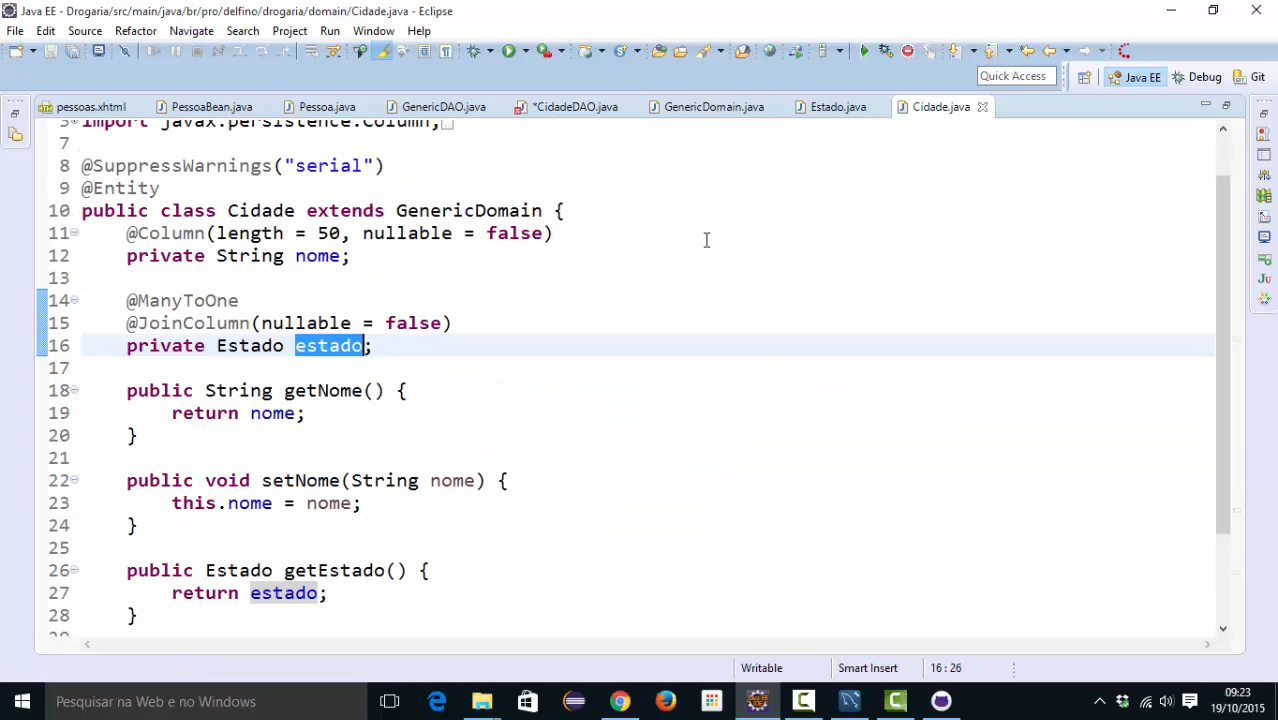 Java EE - Drogaria/src/main/java/br/pro/delfino/drogaria/domain/Cidade.java - Eclipse
File Edit Source Refactor Navigate Search Project Run Window Help
Quick Access Java EE Debug Git
pessoas.xhtml PessoaBean.java Pessoa.java GenericDAO.java *CidadeDAO.java GenericDomain.java Estado.java Cidade.java
import javax.persistence.Column;
7
8 @SuppressWarnings("serial")
9 @Entity
10 public class Cidade extends GenericDomain {
11 @Column(length = 50, nullable = false)
12 private String nome;
13
14 @ManyToOne
15 @JoinColumn(nullable = false)
16 private Estado estado;
17
18 public String getNome() {
19 return nome;
20 }
21
22 public void setNome(String nome) {
23 this.nome = nome;
24 }
25
26 public Estado getEstado() {
27 return estado;
28 }
Writable Smart Insert 16 : 26
Pesquisar na Web e no Windows
09:23
19/10/2015